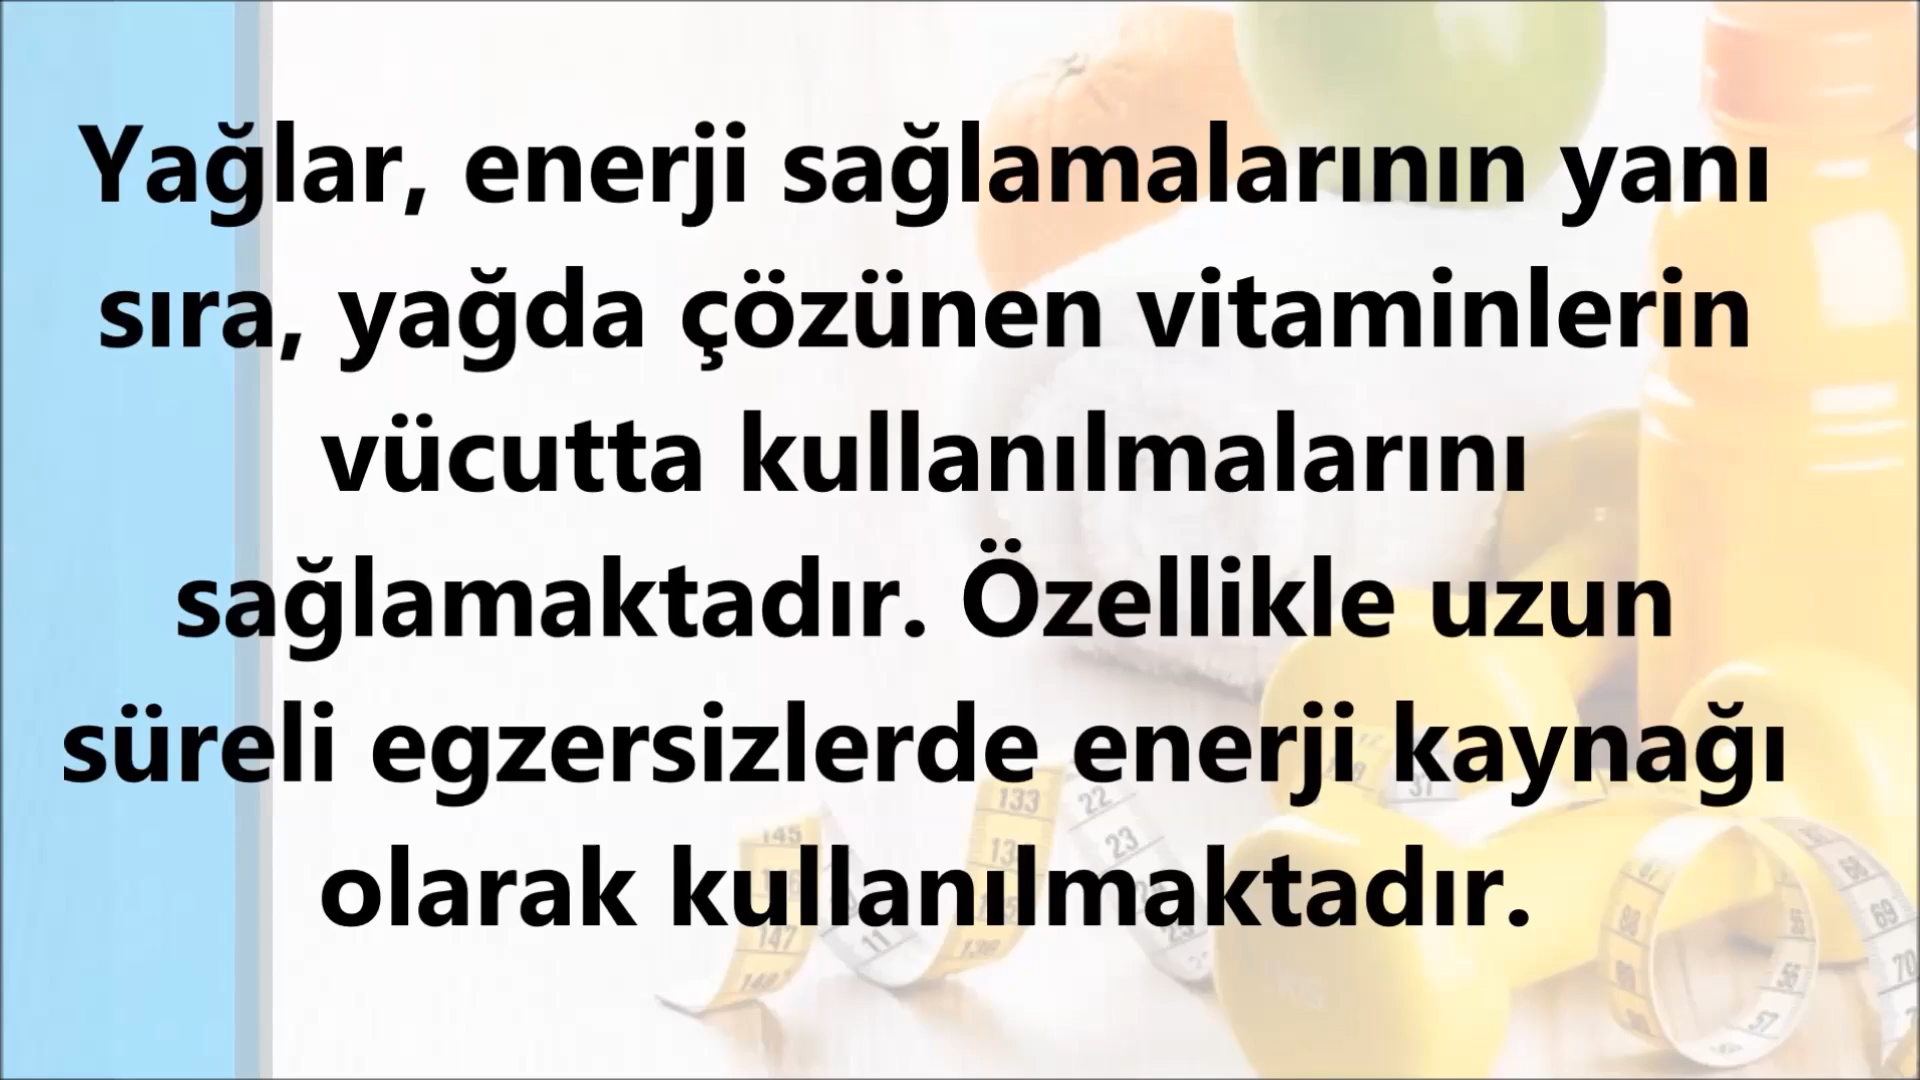 Yağlar, enerji sağlamalarının yanı
sıra, yağda çözünen vitaminlerin
vücutta kullanılmalarını
sağlamaktadır. Özellikle uzun
süreli egzersizlerde enerji kaynağı
olarak kullanılmaktadır.